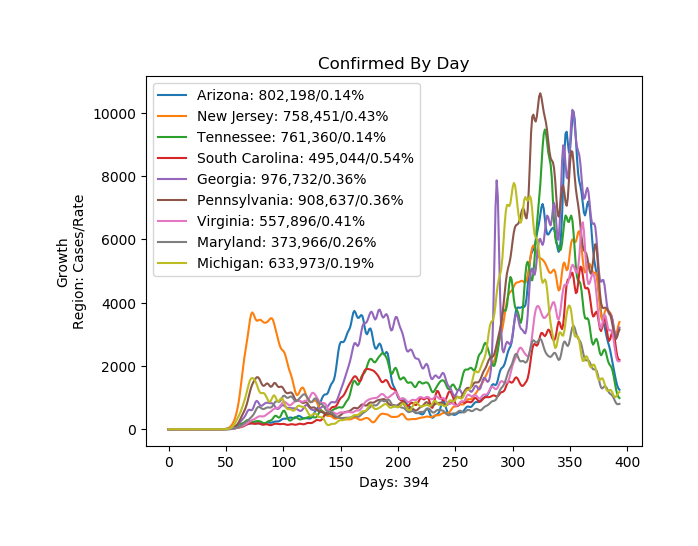 Confirmed By Day
Growth
Region: Cases/Rate
10000
8000
6000
4000
2000
0
Arizona: 802,198/0.14%
New Jersey: 758,451/0.43%
Tennessee: 761,360/0.14%
South Carolina: 495,044/0.54%
Georgia: 976,732/0.36%
Pennsylvania: 908,637/0.36%
Virginia: 557,896/0.41%
Maryland: 373,966/0.26%
Michigan: 633,973/0.19%
0 50 100 150 200 250 300 350 400
Days: 394